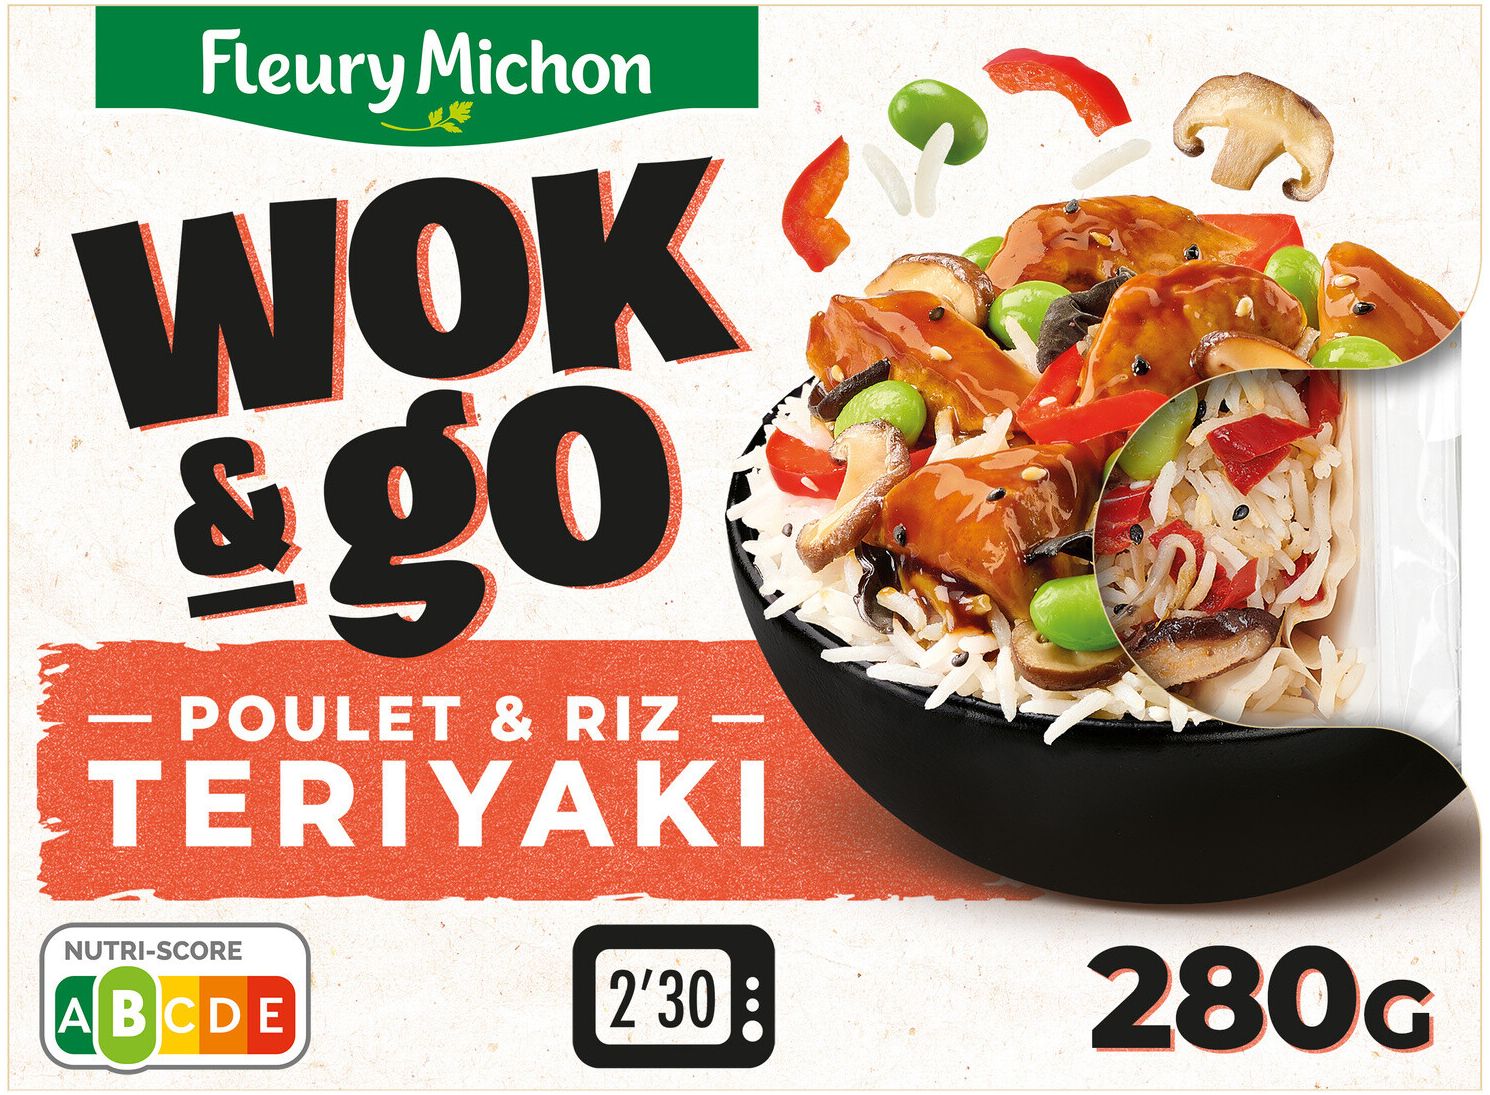 Fleury Michon
WOK
& go
— POULET & RIZ —
TERIYAKI
NUTRI-SCORE
A B C D E
2'30
280G